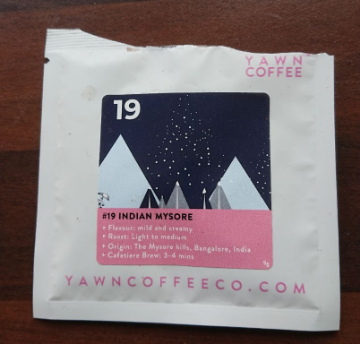 YAWN
COFFEE
19
#19 INDIAN MYSORE
• Flavour: mild and creamy
• Roast: Light to medium
• Origin: The Mysore hills, Bangalore, India
• Cafetiere Brew: 3-4 mins
9g
YAWNCOFFEECO.COM